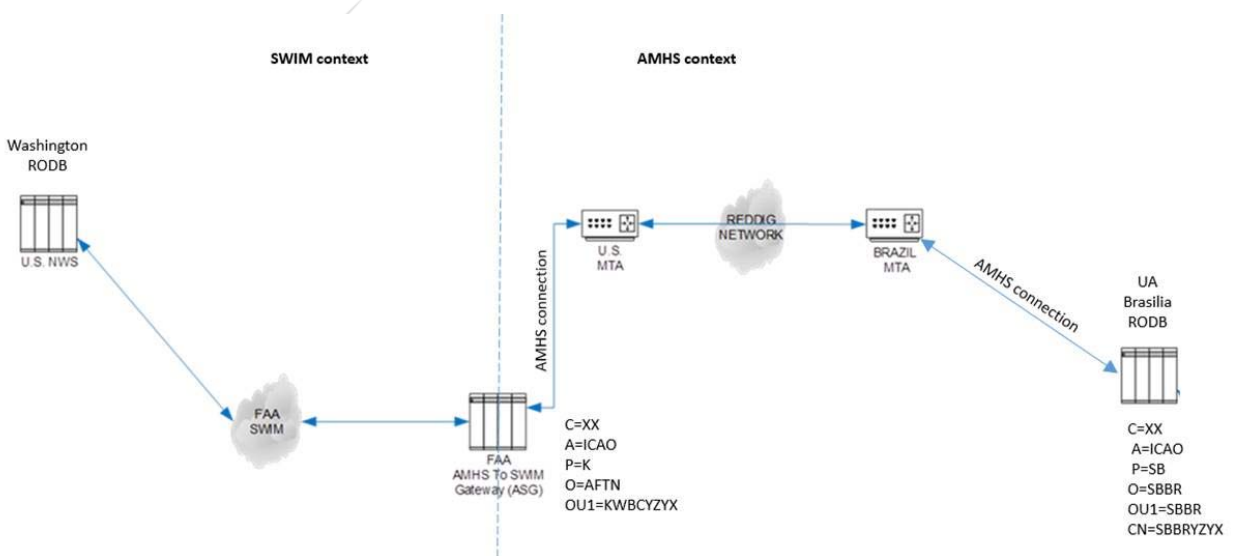 SWIM context
AMHS context
Washington
RODB
U.S. NWS
FAA
SWIM
FAA
AMHS To SWIM
Gateway (ASG)
C=XX
A=ICAO
P=K
O=AFTN
OU1=KWBCYZYX
AMHS connection
U.S.
MTA
REDDIG
NETWORK
BRAZIL
MTA
AMHS connection
UA
Brasilia
RODB
C=XX
A=ICAO
P=SB
O=SBBR
OU1=SBBR
CN=SBBRYZYX